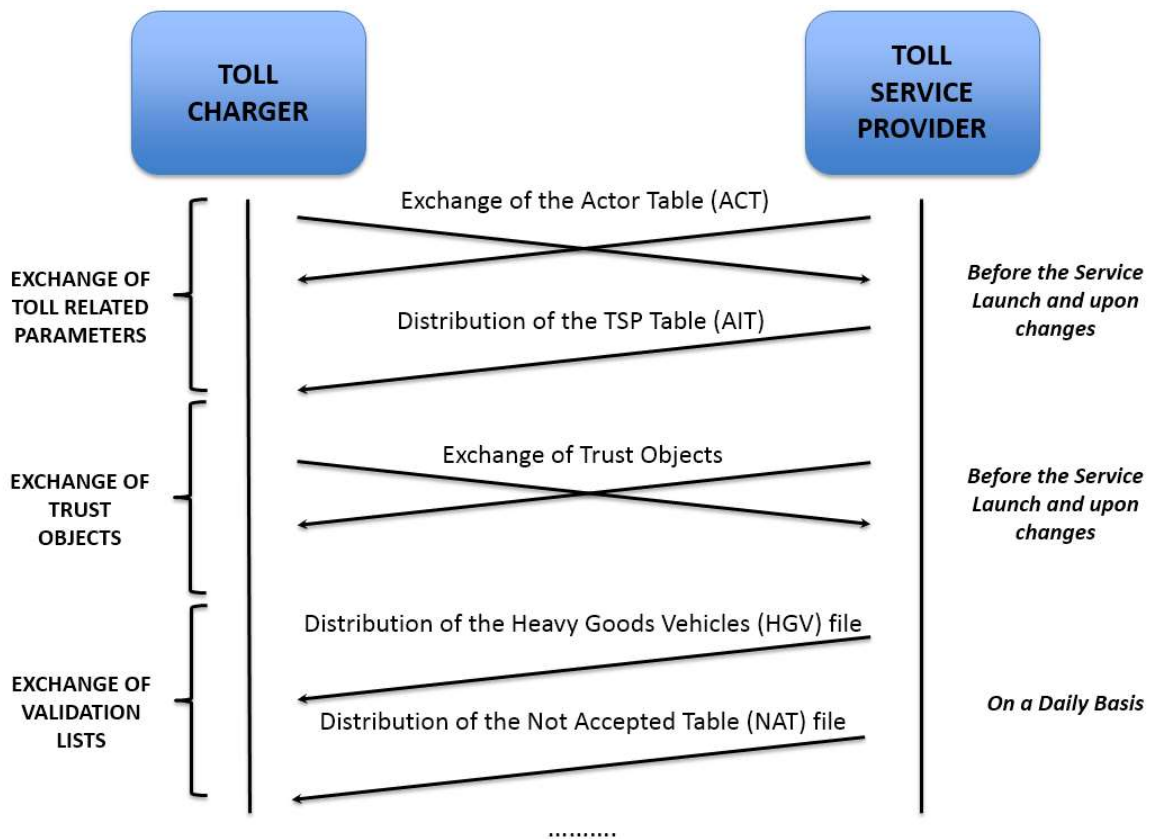 TOLL
CHARGER
TOLL
SERVICE
PROVIDER
Exchange of the Actor Table (ACT)
EXCHANGE OF
TOLL RELATED
PARAMETERS
Before the Service
Launch and upon
changes
Distribution of the TSP Table (AIT)
Exchange of Trust Objects
EXCHANGE OF
TRUST
OBJECTS
Before the Service
Launch and upon
changes
Distribution of the Heavy Goods Vehicles (HGV) file
EXCHANGE OF
VALIDATION
LISTS
On a Daily Basis
Distribution of the Not Accepted Table (NAT) file
..........